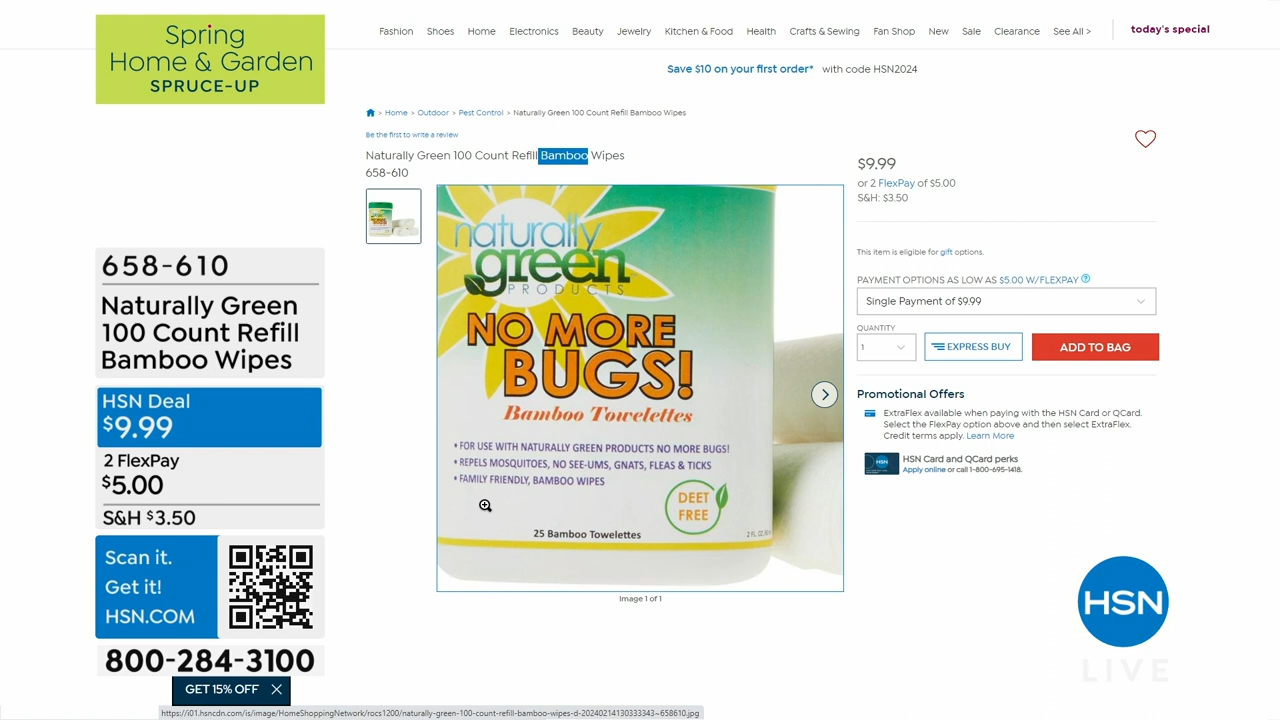 Spring
Home & Garden
SPRUCE-UP
Fashion Shoes Home Electronics Beauty Jewelry Kitchen & Food Health Crafts & Sewing Fan Shop New Sale Clearance See All > today's special
Save $10 on your first order* with code HSN2024
> Home > Outdoor > Pest Control > Naturally Green 100 Count Refill Bamboo Wipes
Be the first to write a review
Naturally Green 100 Count Refill Bamboo Wipes
658-610
naturally
green
PRODUCTS
NO MORE
BUGS!
Bamboo Towelettes
• FOR USE WITH NATURALLY GREEN PRODUCTS NO MORE BUGS!
• REPELS MOSQUITOES, NO SEE-UMS, GNATS, FLEAS & TICKS
• FAMILY FRIENDLY, BAMBOO WIPES
DEET
FREE
25 Bamboo Towelettes
2 FL OZ
Image 1 of 1
$9.99
or 2 FlexPay of $5.00
S&H: $3.50
This item is eligible for gift options.
PAYMENT OPTIONS AS LOW AS $5.00 W/FLEXPAY ?
Single Payment of $9.99
QUANTITY
1
EXPRESS BUY
ADD TO BAG
Promotional Offers
ExtraFlex available when paying with the HSN Card or QCard.
Select the FlexPay option above and then select ExtraFlex.
Credit terms apply. Learn More
HSN Card and QCard perks
Apply online or call 1-800-695-1418.
658-610
Naturally Green
100 Count Refill
Bamboo Wipes
HSN Deal
$9.99
2 FlexPay
$5.00
S&H $3.50
Scan it.
Get it!
HSN.COM
800-284-3100
GET 15% OFF
HSN
LIVE
https://i01.hsncdn.com/is/image/HomeShoppingNetwork/rocs1200/naturally-green-100-count-refill-bamboo-wipes-d-20240214130333343~658610.jpg